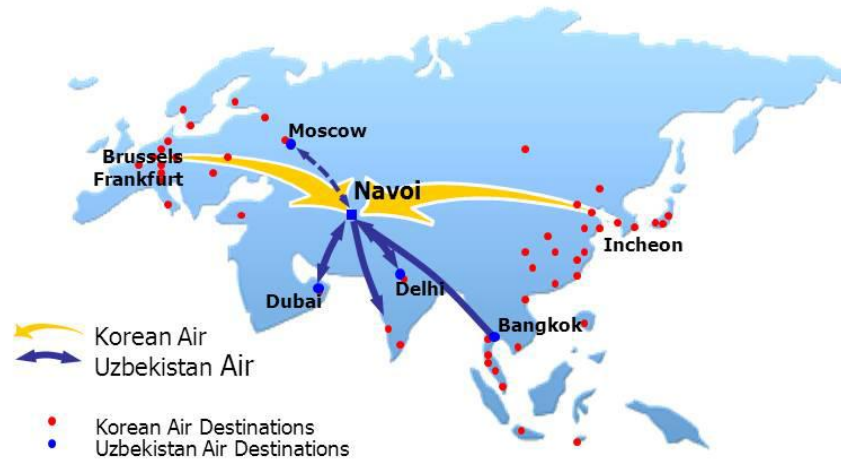 Moscow
Brussels
Frankfurt
Navoi
Incheon
Dubai
Delhi
Bangkok
Korean Air
Uzbekistan Air
Korean Air Destinations
Uzbekistan Air Destinations